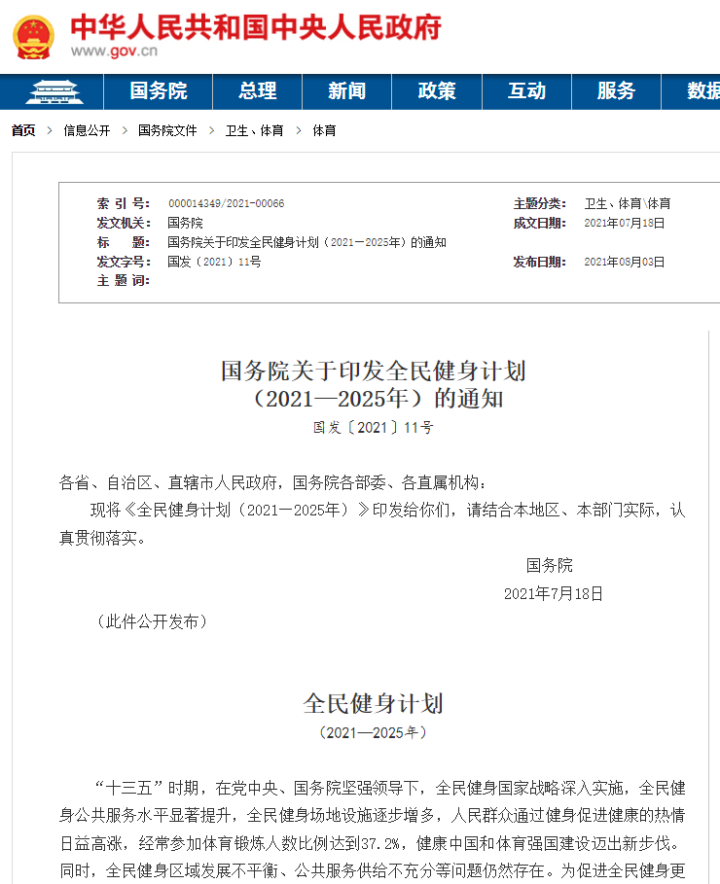 中华人民共和国中央人民政府
www.gov.cn
国务院 总理 新闻 政策 互动 服务 数据
首页 > 信息公开 > 国务院文件 > 卫生、体育 > 体育
索 引 号： 000014349/2021-00066 主题分类： 卫生、体育\体育
发文机关： 国务院 成文日期： 2021年07月18日
标 题： 国务院关于印发全民健身计划（2021—2025年）的通知
发文字号： 国发〔2021〕11号 发布日期： 2021年08月03日
主 题 词：
国务院关于印发全民健身计划
（2021—2025年）的通知
国发〔2021〕11号
各省、自治区、直辖市人民政府，国务院各部委、各直属机构：
现将《全民健身计划（2021—2025年）》印发给你们，请结合本地区、本部门实际，认
真贯彻落实。
国务院
2021年7月18日
（此件公开发布）
全民健身计划
（2021—2025年）
“十三五”时期，在党中央、国务院坚强领导下，全民健身国家战略深入实施，全民健
身公共服务水平显著提升，全民健身场地设施逐步增多，人民群众通过健身促进健康的热情
日益高涨，经常参加体育锻炼人数比例达到37.2%，健康中国和体育强国建设迈出新步伐。
同时，全民健身区域发展不平衡、公共服务供给不充分等问题仍然存在。为促进全民健身更